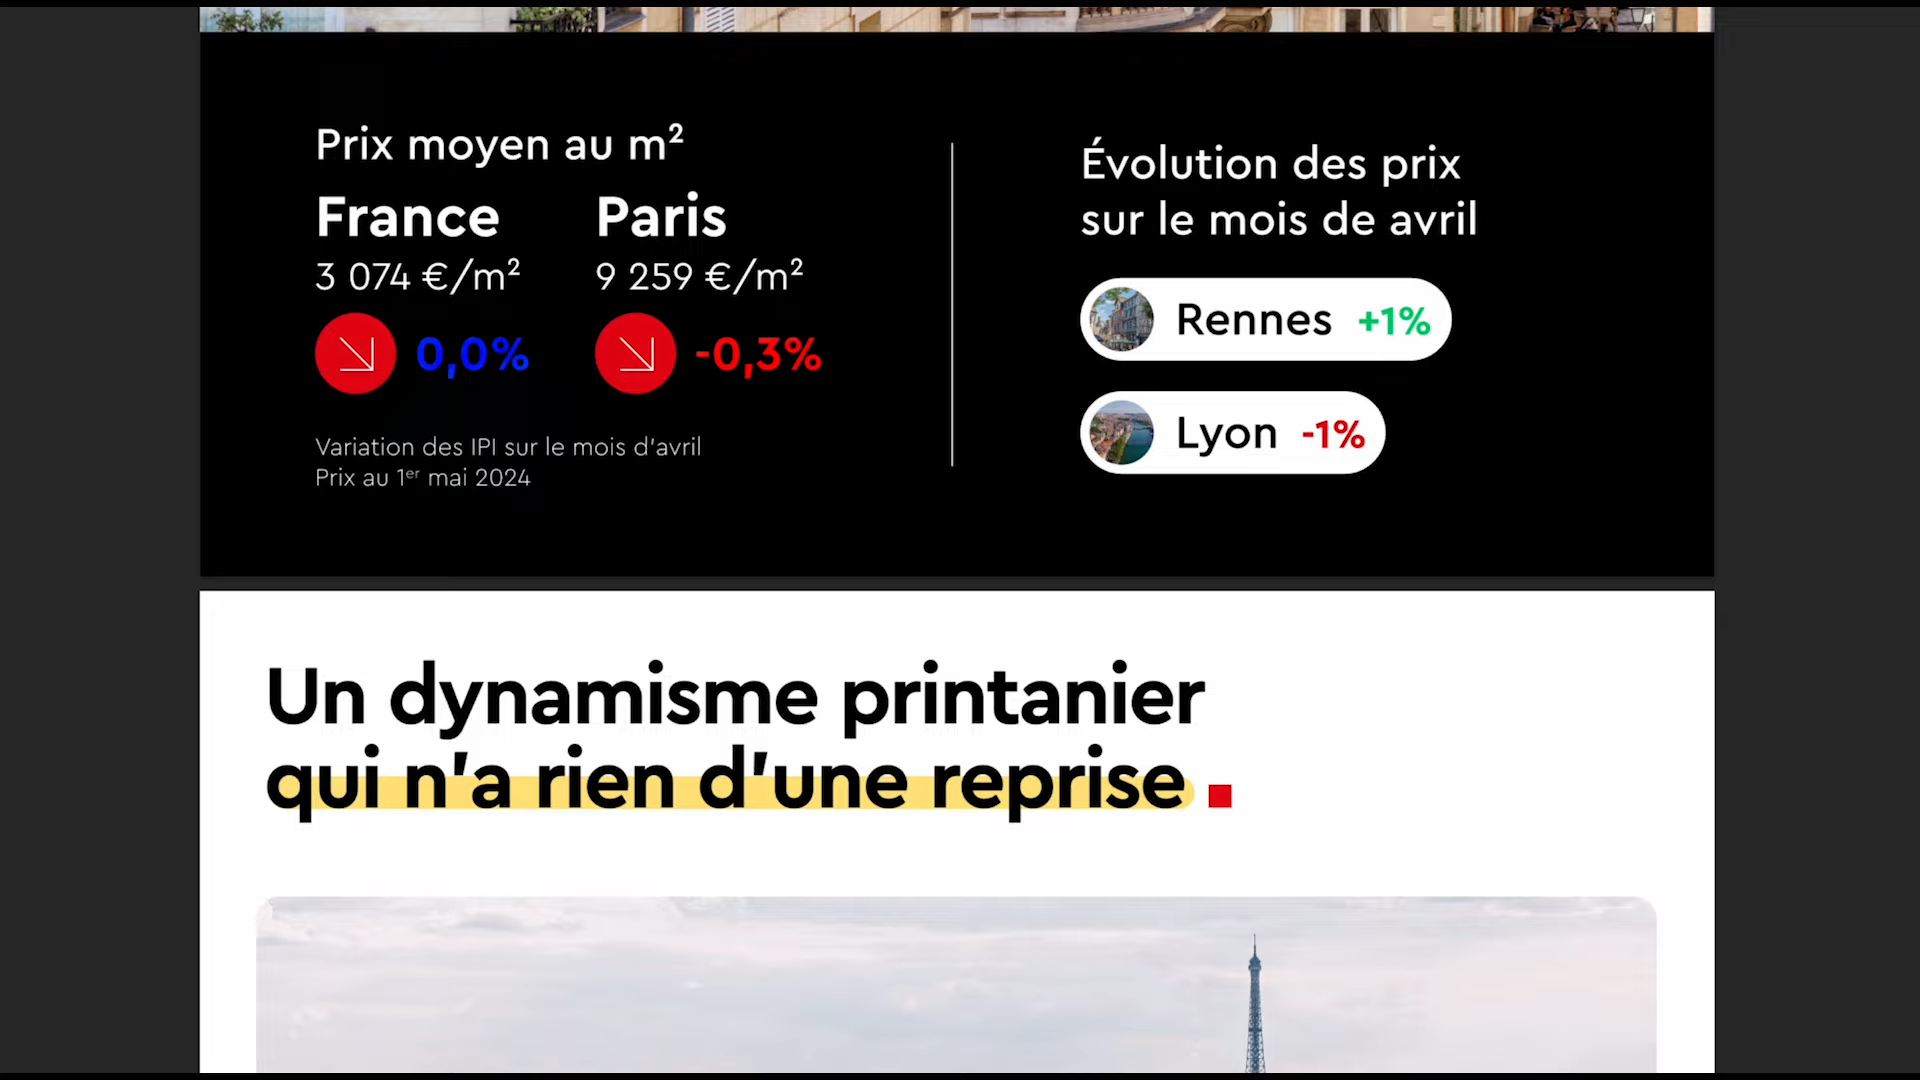 Prix moyen au m²
France
3 074 €/m²
0,0%
Paris
9 259 €/m²
-0,3%
Variation des IPI sur le mois d'avril
Prix au 1er mai 2024
Évolution des prix
sur le mois de avril
Rennes +1%
Lyon -1%
Un dynamisme printanier
qui n'a rien d'une reprise.